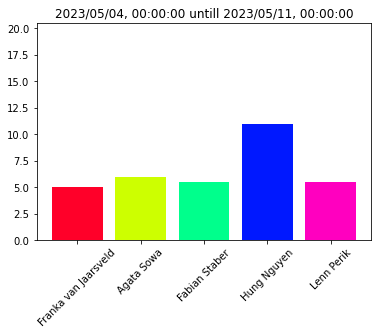 2023/05/04, 00:00:00 untill 2023/05/11, 00:00:00
20.0
17.5
15.0
12.5
10.0
7.5
5.0
2.5
0.0
Franka van Jaarsveld
Agata Sowa
Fabian Staber
Hung Nguyen
Lenn Perik